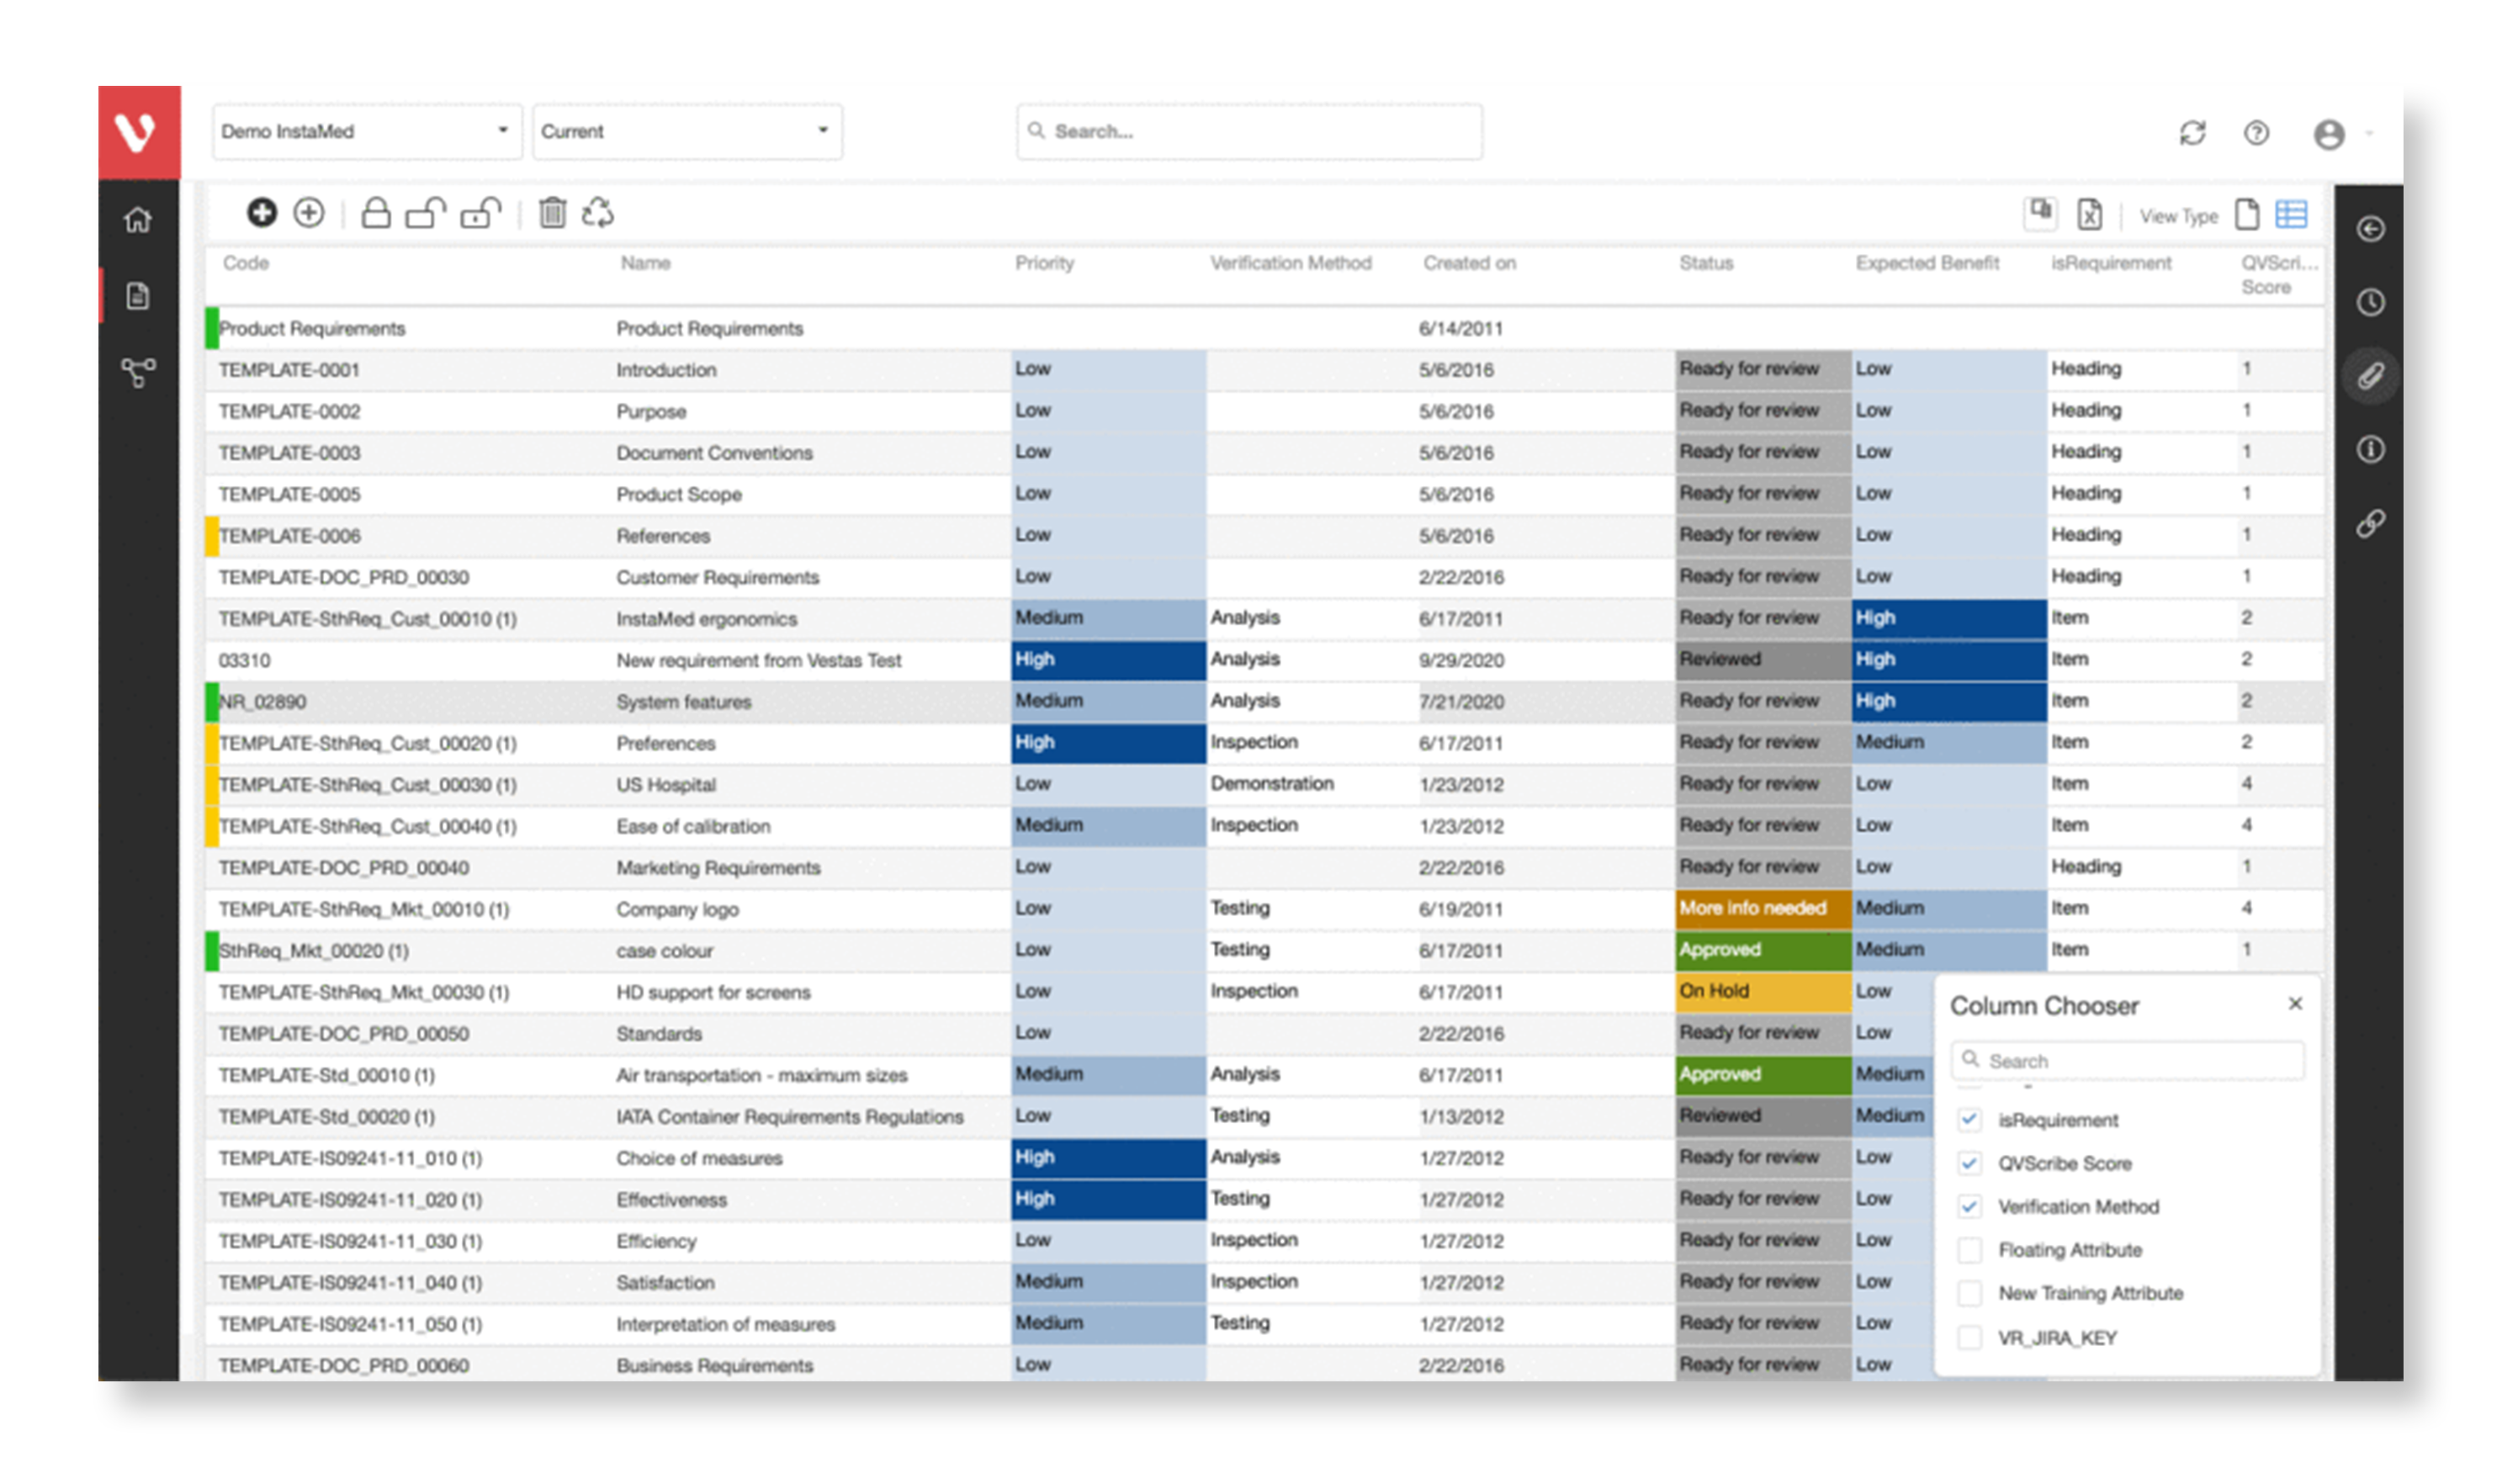 Demo InstaMed Current Search...
View Type
Code Name Priority Verification Method Created on Status Expected Benefit isRequirement QVScri...
Score
Product Requirements Product Requirements 6/14/2011
TEMPLATE-0001 Introduction Low 5/6/2016 Ready for review Low Heading 1
TEMPLATE-0002 Purpose Low 5/6/2016 Ready for review Low Heading 1
TEMPLATE-0003 Document Conventions Low 5/6/2016 Ready for review Low Heading 1
TEMPLATE-0005 Product Scope Low 5/6/2016 Ready for review Low Heading 1
TEMPLATE-0006 References Low 5/6/2016 Ready for review Low Heading 1
TEMPLATE-DOC_PRD_00030 Customer Requirements Low 2/22/2016 Ready for review Low Heading 1
TEMPLATE-SthReq_Cust_00010 (1) InstaMed ergonomics Medium Analysis 6/17/2011 Ready for review High Item 2
03310 New requirement from Vestas Test High Analysis 9/29/2020 Reviewed High Item 2
NR_02890 System features Medium Analysis 7/21/2020 Ready for review High Item 2
TEMPLATE-SthReq_Cust_00020 (1) Preferences High Inspection 6/17/2011 Ready for review Medium Item 2
TEMPLATE-SthReq_Cust_00030 (1) US Hospital Low Demonstration 1/23/2012 Ready for review Low Item 4
TEMPLATE-SthReq_Cust_00040 (1) Ease of calibration Medium Inspection 1/23/2012 Ready for review Low Item 4
TEMPLATE-DOC_PRD_00040 Marketing Requirements Low 2/22/2016 Ready for review Low Heading 1
TEMPLATE-SthReq_Mkt_00010 (1) Company logo Low Testing 6/19/2011 More info needed Medium Item 4
SthReq_Mkt_00020 (1) case colour Low Testing 6/17/2011 Approved Medium Item 1
TEMPLATE-SthReq_Mkt_00030 (1) HD support for screens Low Inspection 6/17/2011 On Hold Low
TEMPLATE-DOC_PRD_00050 Standards Low 2/22/2016 Ready for review Low
TEMPLATE-Std_00010 (1) Air transportation - maximum sizes Medium Analysis 6/17/2011 Approved Medium
TEMPLATE-Std_00020 (1) IATA Container Requirements Regulations Low Testing 1/13/2012 Reviewed Medium
TEMPLATE-IS09241-11_010 (1) Choice of measures High Analysis 1/27/2012 Ready for review Low
TEMPLATE-IS09241-11_020 (1) Effectiveness High Testing 1/27/2012 Ready for review Low
TEMPLATE-IS09241-11_030 (1) Efficiency Low Inspection 1/27/2012 Ready for review Low
TEMPLATE-IS09241-11_040 (1) Satisfaction Medium Inspection 1/27/2012 Ready for review Low
TEMPLATE-IS09241-11_050 (1) Interpretation of measures Medium Testing 1/27/2012 Ready for review Low
TEMPLATE-DOC_PRD_00060 Business Requirements Low 2/22/2016 Ready for review Low
Column Chooser
Search
isRequirement
QVScribe Score
Verification Method
Floating Attribute
New Training Attribute
VR_JIRA_KEY